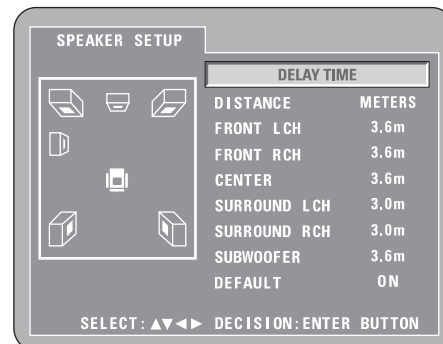 SPEAKER SETUP
DELAY TIME
DISTANCE METERS
FRONT LCH 3.6m
FRONT RCH 3.6m
CENTER 3.6m
SURROUND LCH 3.0m
SURROUND RCH 3.0m
SUBWOOFER 3.6m
DEFAULT ON
SELECT:▲▼◄► DECISION:ENTER BUTTON